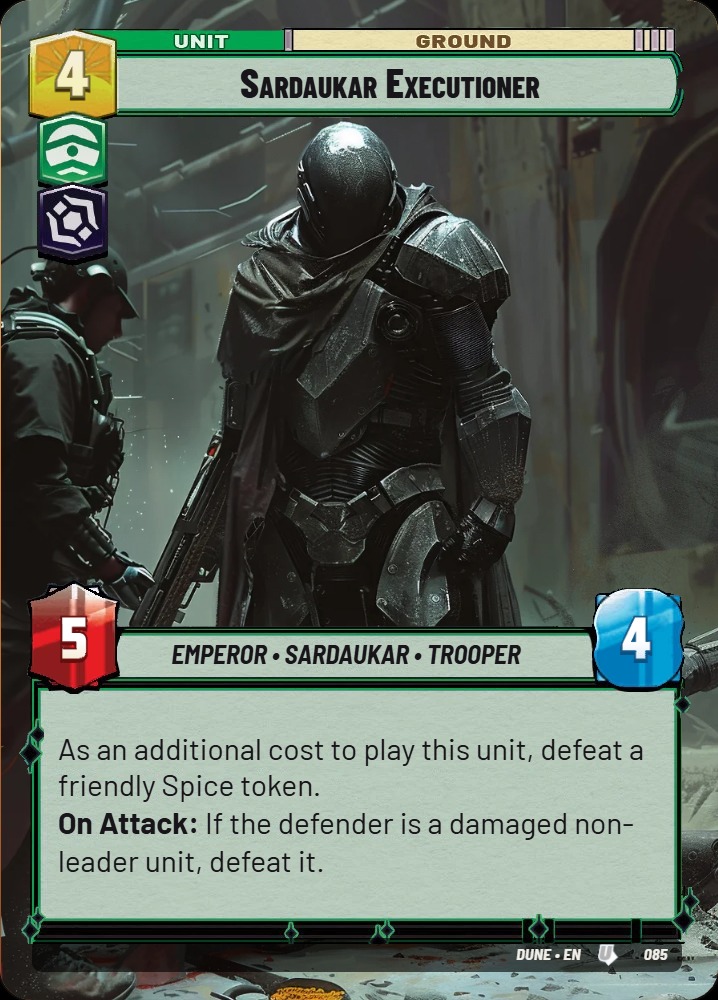 UNIT
GROUND
4
Sardaukar Executioner
5
EMPEROR • SARDAUKAR • TROOPER
4
As an additional cost to play this unit, defeat a
friendly Spice token.
On Attack: If the defender is a damaged non-
leader unit, defeat it.
DUNE • EN U 085